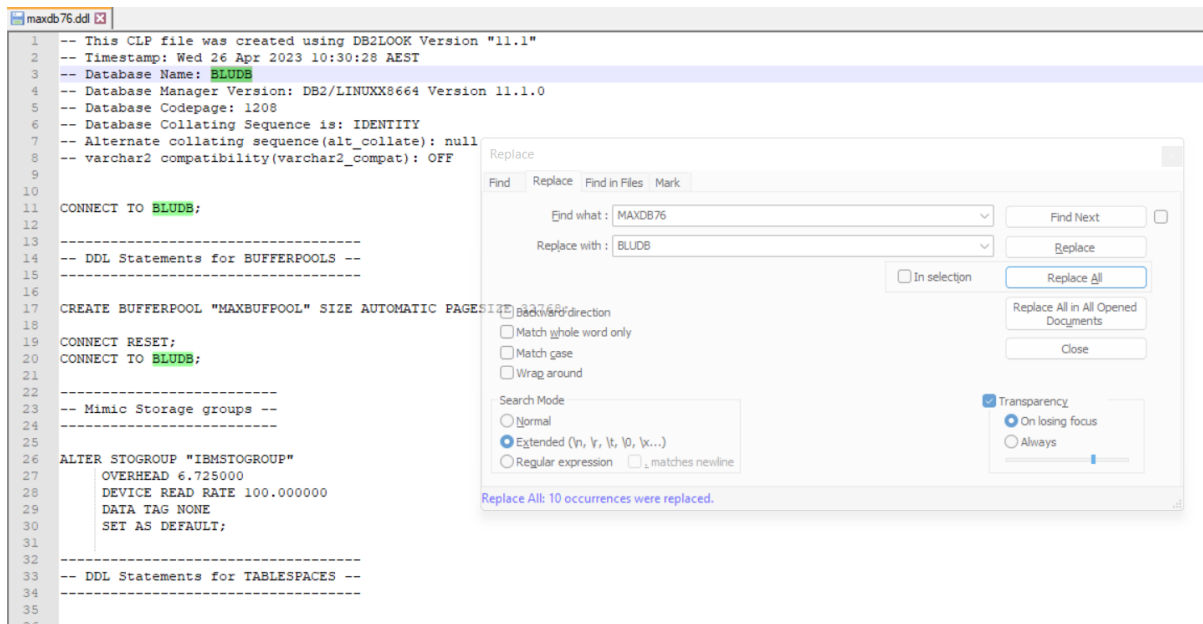 maxdb76.ddl
1 -- This CLP file was created using DB2LOOK Version "11.1"
2 -- Timestamp: Wed 26 Apr 2023 10:30:28 AEST
3 -- Database Name: BLUDB
4 -- Database Manager Version: DB2/LINUXX8664 Version 11.1.0
5 -- Database Codepage: 1208
6 -- Database Collating Sequence is: IDENTITY
7 -- Alternate collating sequence(alt_collate): null
8 -- varchar2 compatibility(varchar2_compat): OFF
9
10
11 CONNECT TO BLUDB;
12
13 ------------------------------------
14 -- DDL Statements for BUFFERPOOLS --
15 ------------------------------------
16
17 CREATE BUFFERPOOL "MAXBUFPOOL" SIZE AUTOMATIC PAGESIZE 32768;
18
19 CONNECT RESET;
20 CONNECT TO BLUDB;
21
22 --------------------------
23 -- Mimic Storage groups --
24 --------------------------
25
26 ALTER STOGROUP "IBMSTOGROUP"
27 OVERHEAD 6.725000
28 DEVICE READ RATE 100.000000
29 DATA TAG NONE
30 SET AS DEFAULT;
31
32 ------------------------------------
33 -- DDL Statements for TABLESPACES --
34 ------------------------------------
35
Replace
Find Replace Find in Files Mark
Find what : MAXDB76 Find Next
Replace with : BLUDB Replace
In selection Replace All
Replace All in All Opened
Documents
Backward direction
Match whole word only
Match case
Close
Wrap around
Search Mode
Normal
Extended (\n, \r, \t, \0, \x...)
Regular expression . matches newline
Transparency
On losing focus
Always
Replace All: 10 occurrences were replaced.